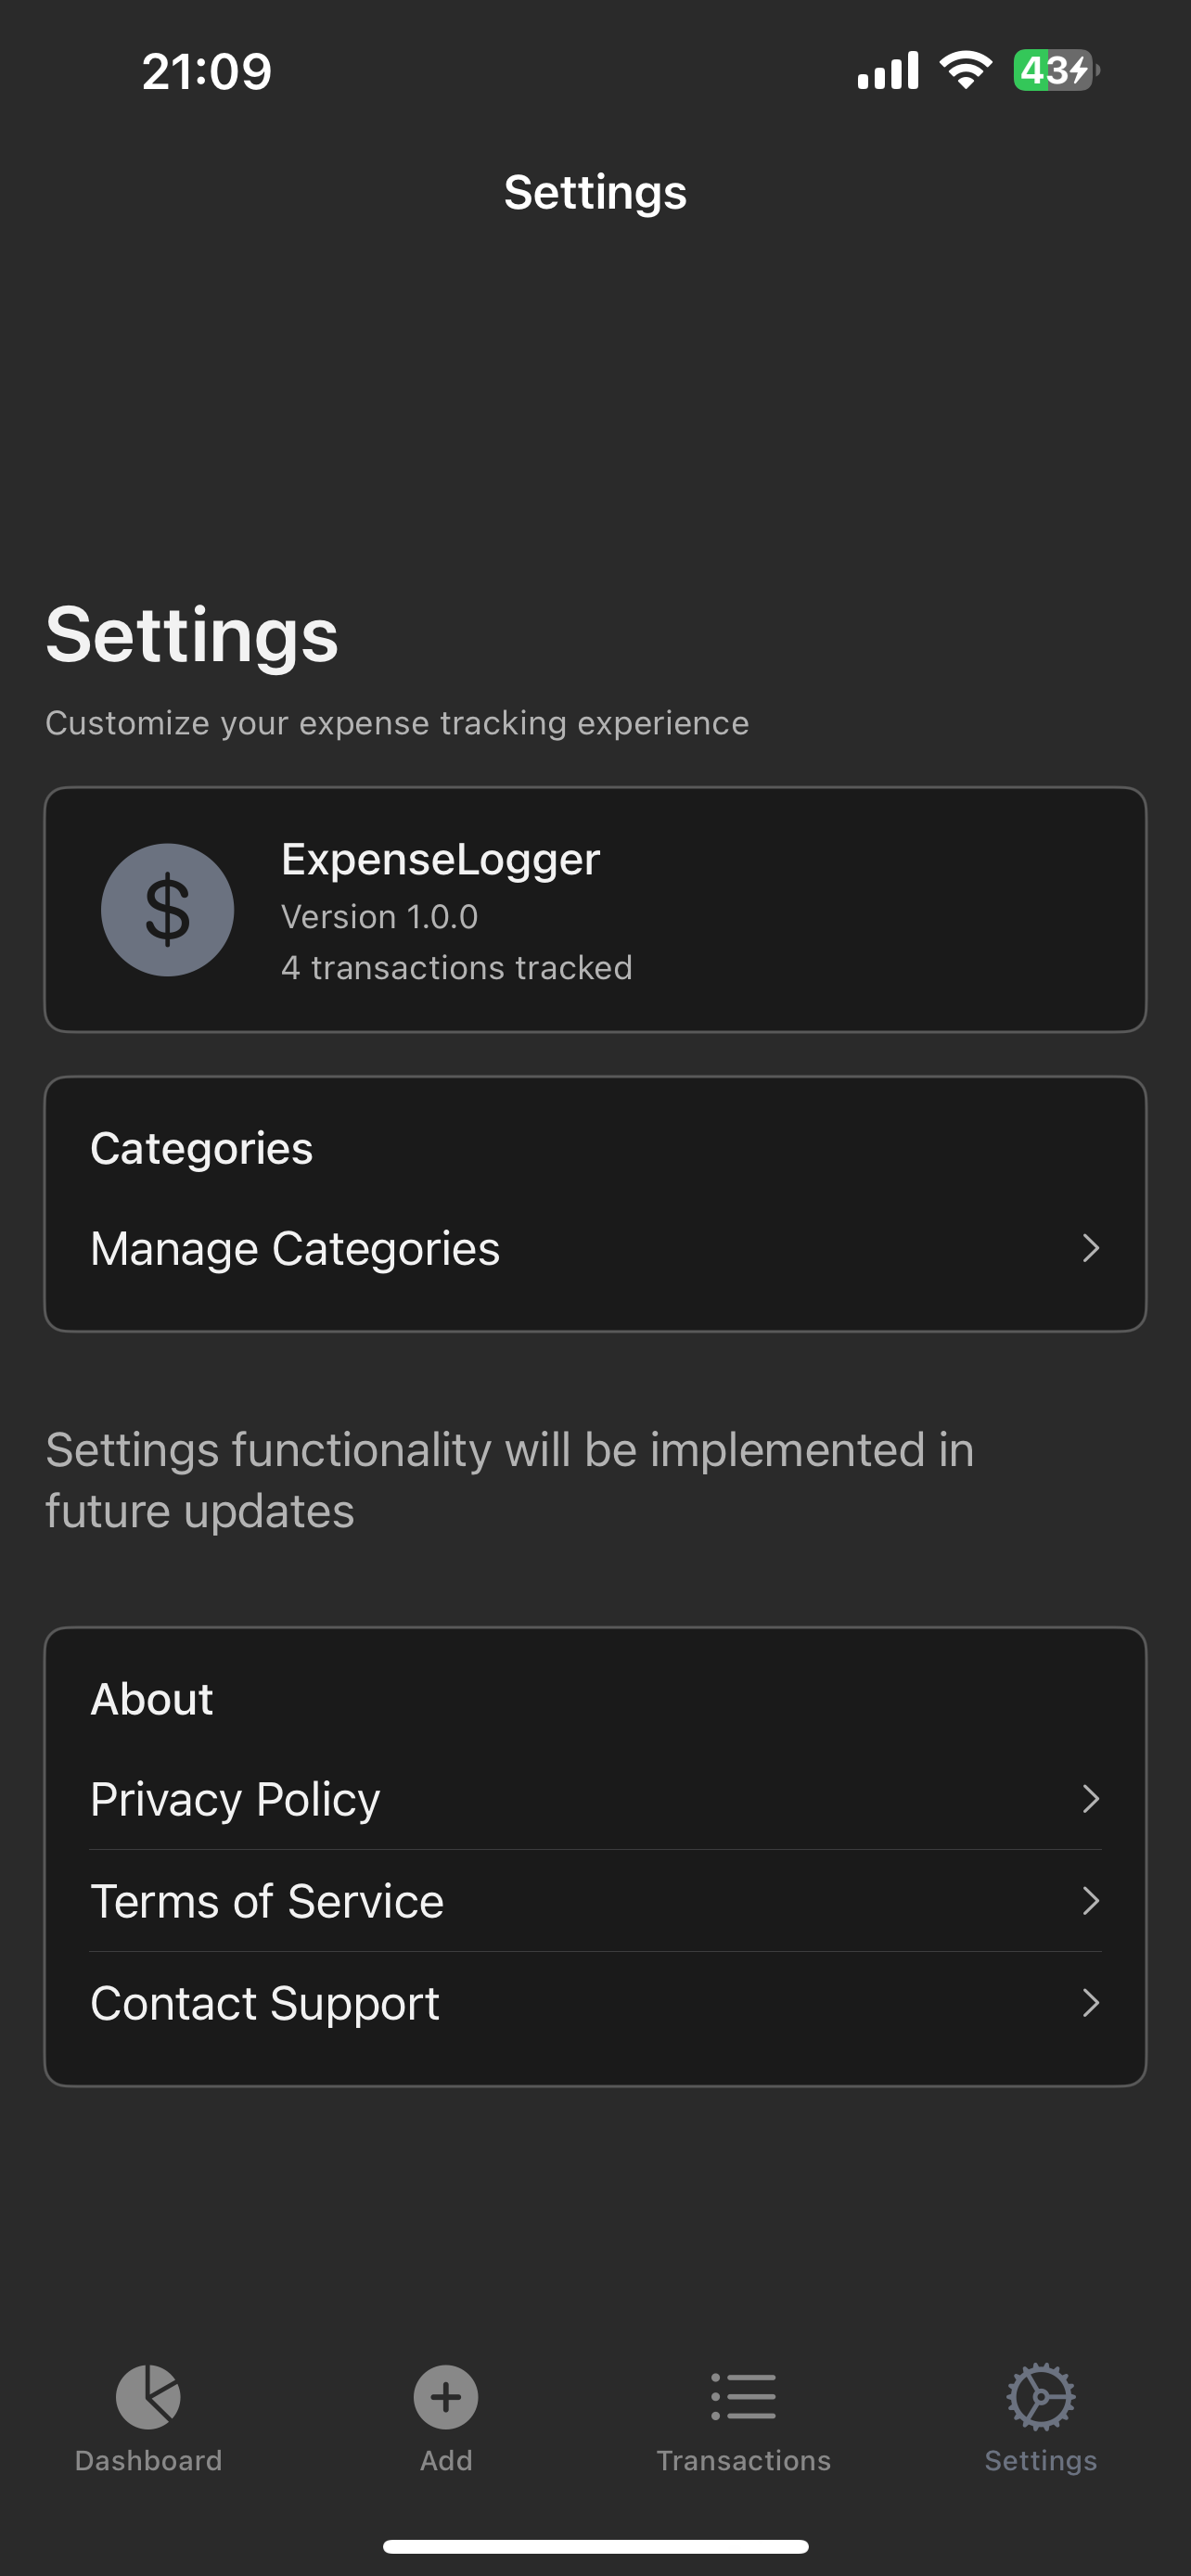 21:09
43
Settings
Settings
Customize your expense tracking experience
$
ExpenseLogger
Version 1.0.0
4 transactions tracked
Categories
Manage Categories
Settings functionality will be implemented in
future updates
About
Privacy Policy
Terms of Service
Contact Support
Dashboard
Add
Transactions
Settings